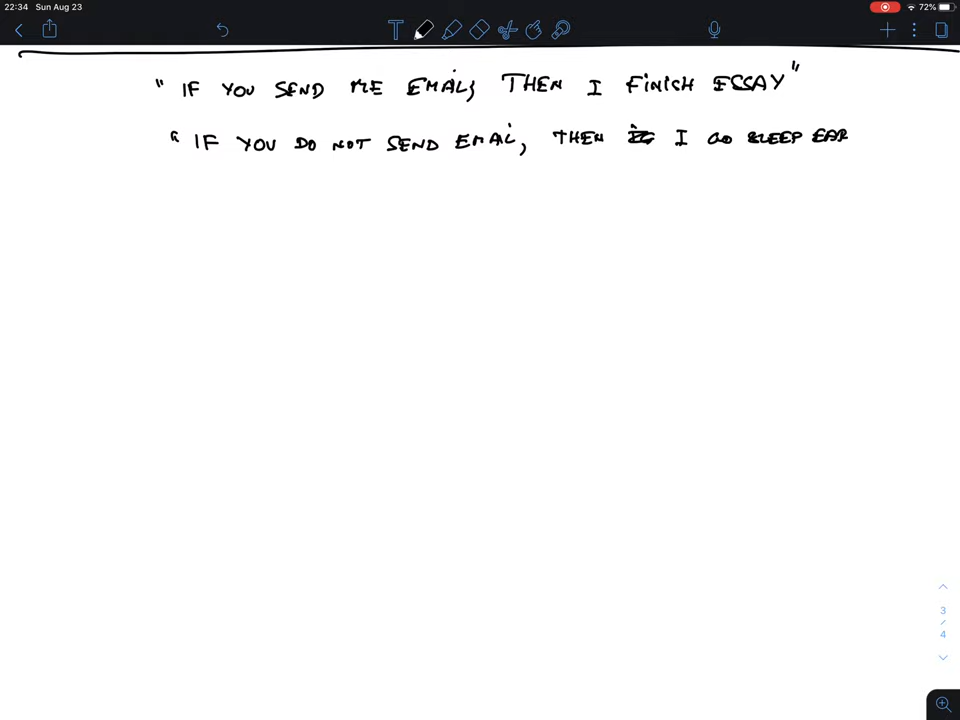 22:34 Sun Aug 23 72%
T
" IF YOU SEND ME EMAIL, THEN I FINISH ESSAY "
" IF YOU DO NOT SEND EMAIL, THEN I GO SLEEP EAR
3
/
4